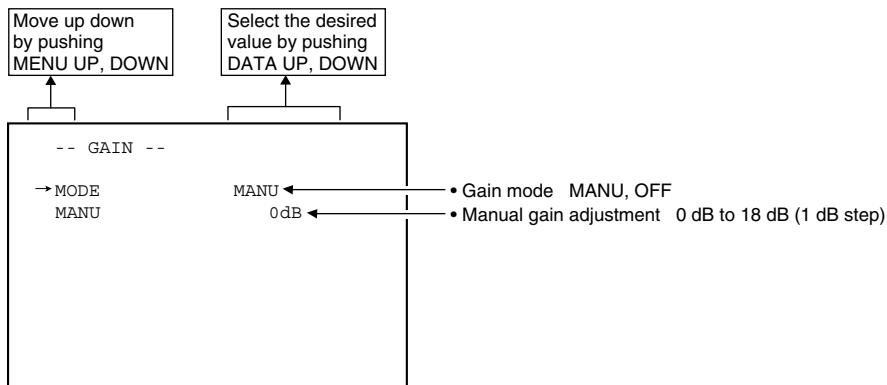 Move up down
by pushing
MENU UP, DOWN
Select the desired
value by pushing
DATA UP, DOWN
-- GAIN --
→MODE MANU
MANU 0dB
• Gain mode MANU, OFF
• Manual gain adjustment 0 dB to 18 dB (1 dB step)